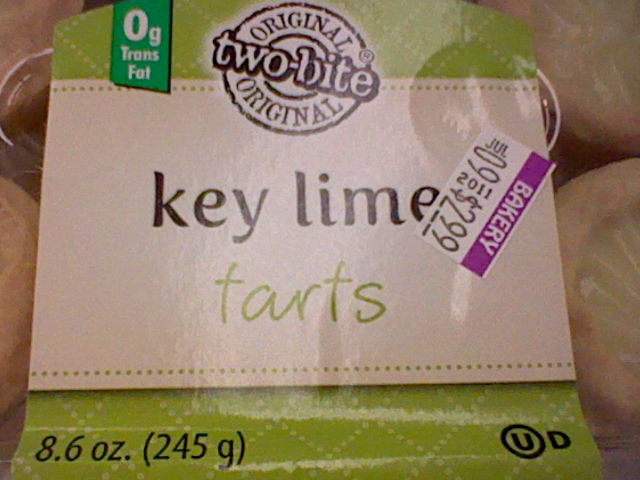 0g
Trans
Fat
ORIGINAL
two·bite®
ORIGINAL
key lime
tarts
$2.99
BAKERY
8.6 oz. (245 g)
U D